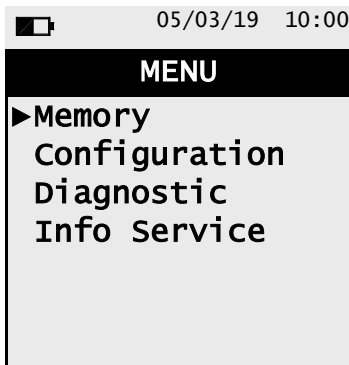 05/03/19 10:00
MENU
►Memory
Configuration
Diagnostic
Info Service